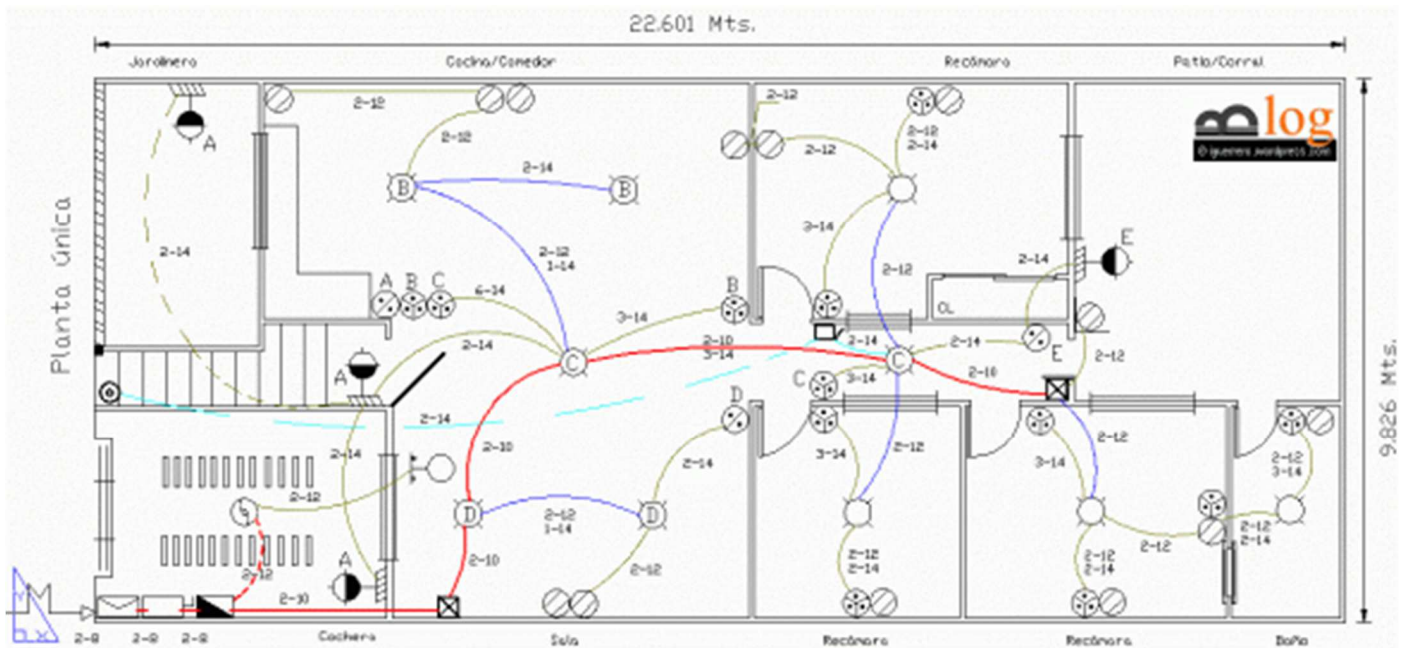 22.601 Mts.
Jardinero
Cocina/Comedor
Recámara
Patio/Corral
Blog
© iguerrero.wordpress.com
Planta única
9.826 Mts.
A
2-12
2-12
2-14
B
B
2-12
2-12
2-12
2-14
2-14
3-14
2-12
1-14
2-12
2-14
E
A
B
C
6-14
B
3-14
CL
2-14
C
2-10
3-14
2-14
C
2-14
E
2-12
A
C
3-14
2-10
D
2-14
2-14
2-10
2-14
3-14
2-12
3-14
2-12
2-12
3-14
2-12
D
2-12
1-14
D
2-12
2-12
2-14
2-12
A
2-10
2-12
2-12
2-14
2-12
2-14
2-10
M
2-8
2-8
2-8
Cochera
Sala
Recámara
Recámara
Baño